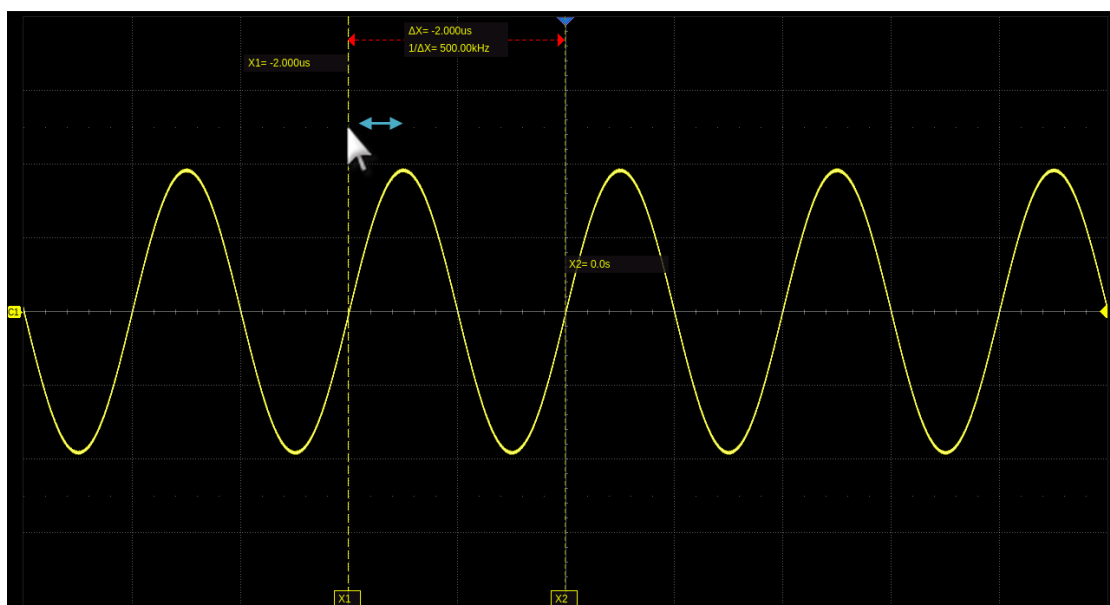 ΔX= -2.000us
1/ΔX= 500.00kHz
X1= -2.000us
X2= 0.0s
C1
X1
X2